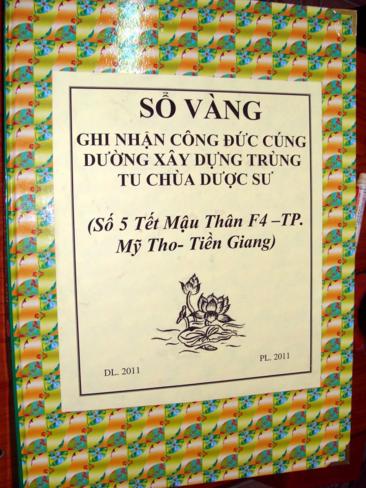 SỔ VÀNG
GHI NHẬN CÔNG ĐỨC CÚNG
DƯỜNG XÂY DỰNG TRÙNG
TU CHÙA DƯỢC SƯ
(Số 5 Tết Mậu Thân F4 –TP.
Mỹ Tho- Tiền Giang)
DL. 2011
PL. 2011